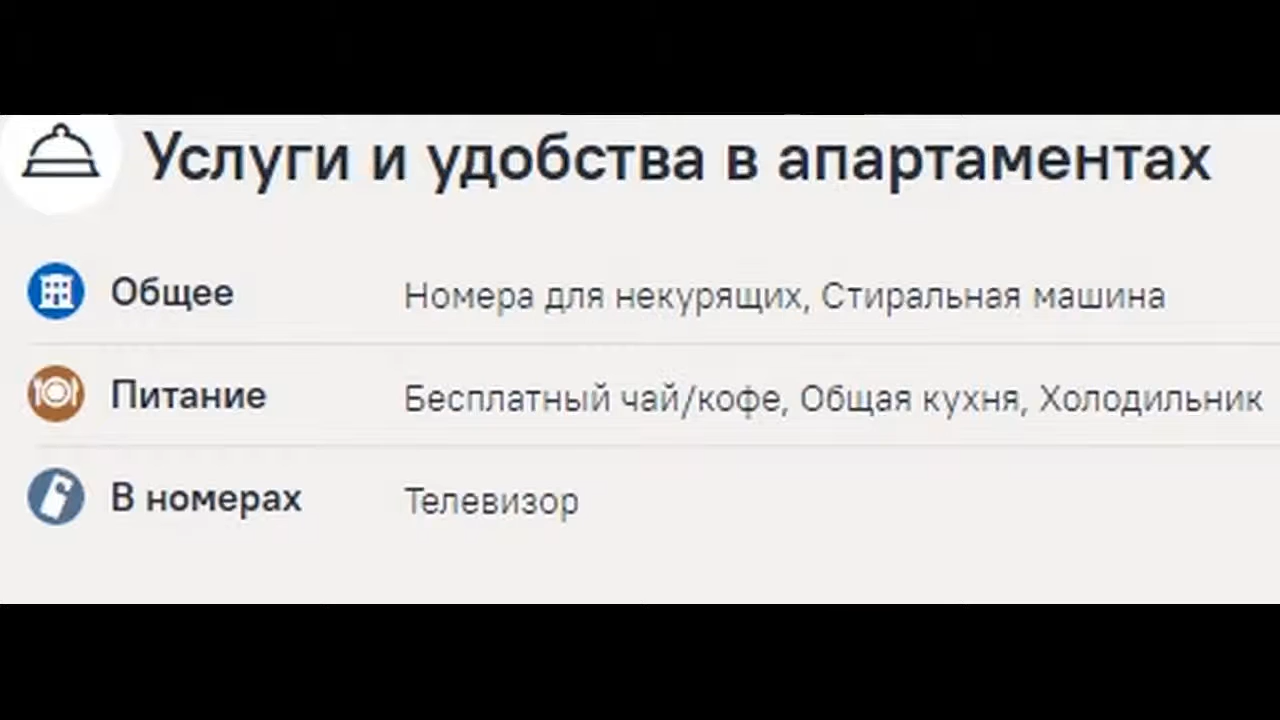 Услуги и удобства в апартаментах
Общее Номера для некурящих, Стиральная машина
Питание Бесплатный чай/кофе, Общая кухня, Холодильник
В номерах Телевизор